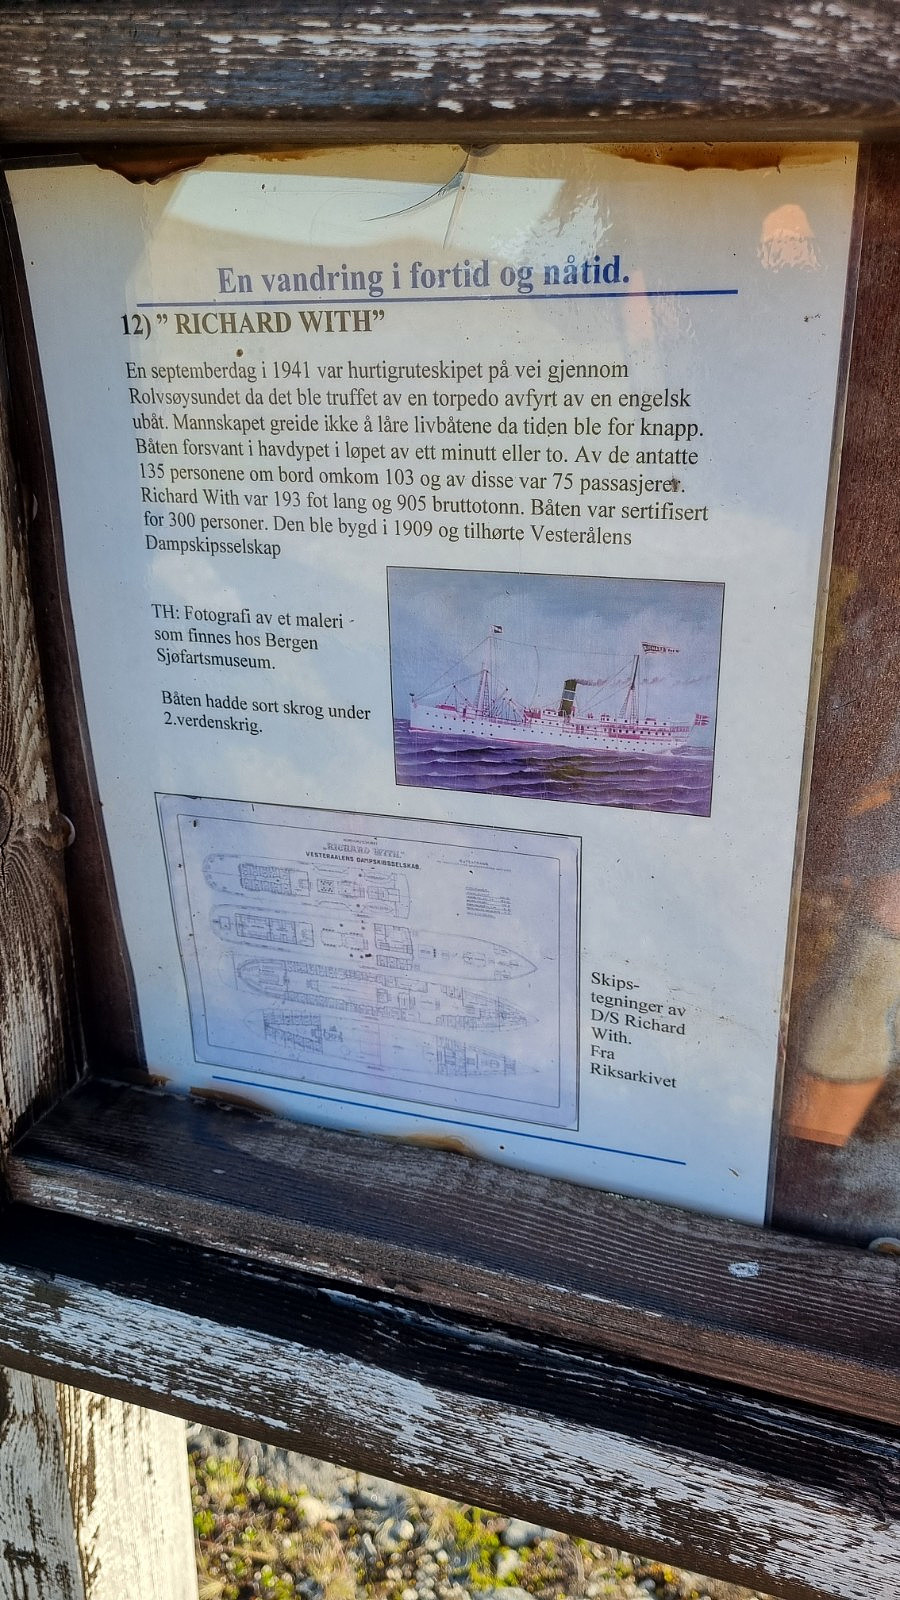 En vandring i fortid og nåtid.
12) ” RICHARD WITH”
En septemberdag i 1941 var hurtigruteskipet på vei gjennom
Rolvsøysundet da det ble truffet av en torpedo avfyrt av en engelsk
ubåt. Mannskapet greide ikke å låre livbåtene da tiden ble for knapp.
Båten forsvant i havdypet i løpet av ett minutt eller to. Av de antatte
135 personene om bord omkom 103 og av disse var 75 passasjerer.
Richard With var 193 fot lang og 905 bruttotonn. Båten var sertifisert
for 300 personer. Den ble bygd i 1909 og tilhørte Vesterålens
Dampskipsselskap
TH: Fotografi av et maleri -
som finnes hos Bergen
Sjøfartsmuseum.
Båten hadde sort skrog under
2.verdenskrig.
„RICHARD WITH”
VESTERAALENS DAMPSKIBSSELSKAB.
Skips-
tegninger av
D/S Richard
With.
Fra
Riksarkivet